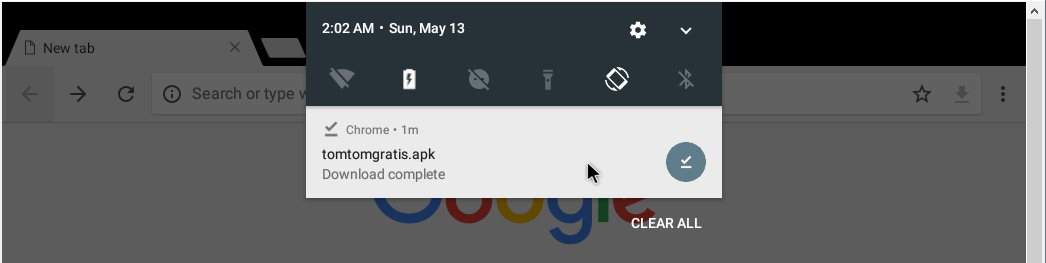 2:02 AM • Sun, May 13
New tab
Search or type w
Chrome • 1m
tomtomgratis.apk
Download complete
Google
CLEAR ALL